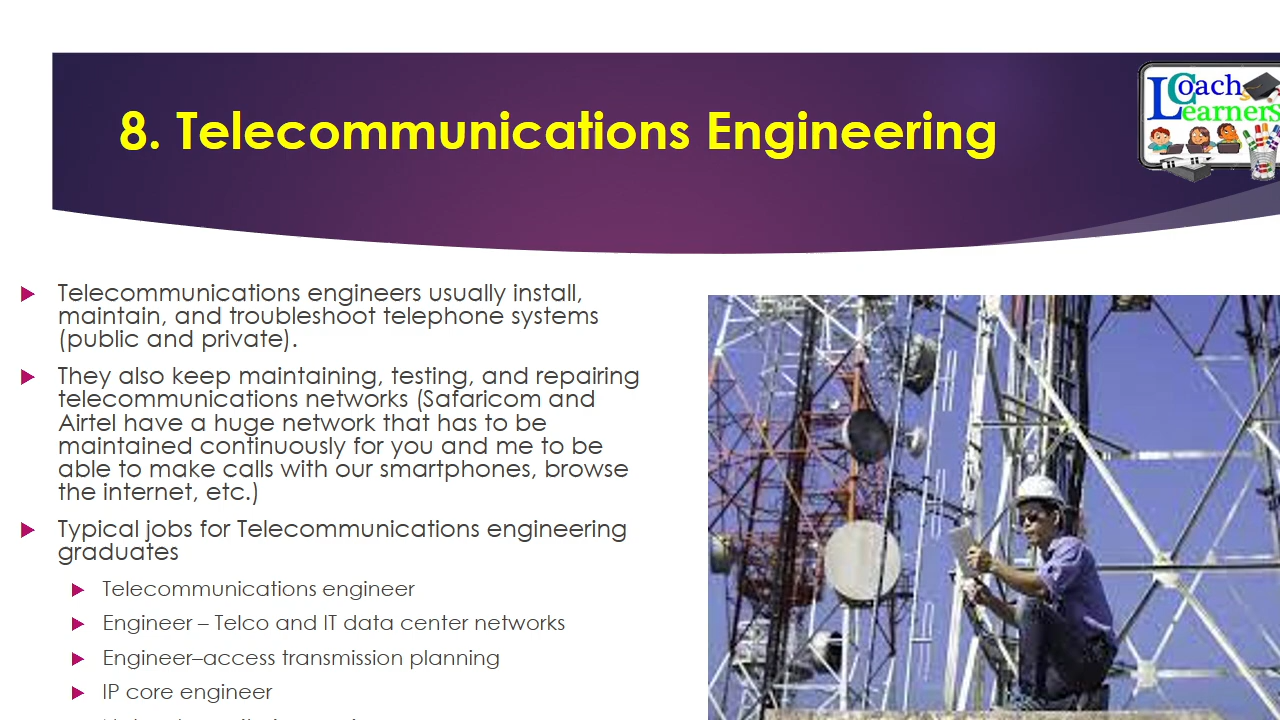 8. Telecommunications Engineering
Coach
Learners
Telecommunications engineers usually install,
maintain, and troubleshoot telephone systems
(public and private).
They also keep maintaining, testing, and repairing
telecommunications networks (Safaricom and
Airtel have a huge network that has to be
maintained continuously for you and me to be
able to make calls with our smartphones, browse
the internet, etc.)
Typical jobs for Telecommunications engineering
graduates
Telecommunications engineer
Engineer – Telco and IT data center networks
Engineer–access transmission planning
IP core engineer